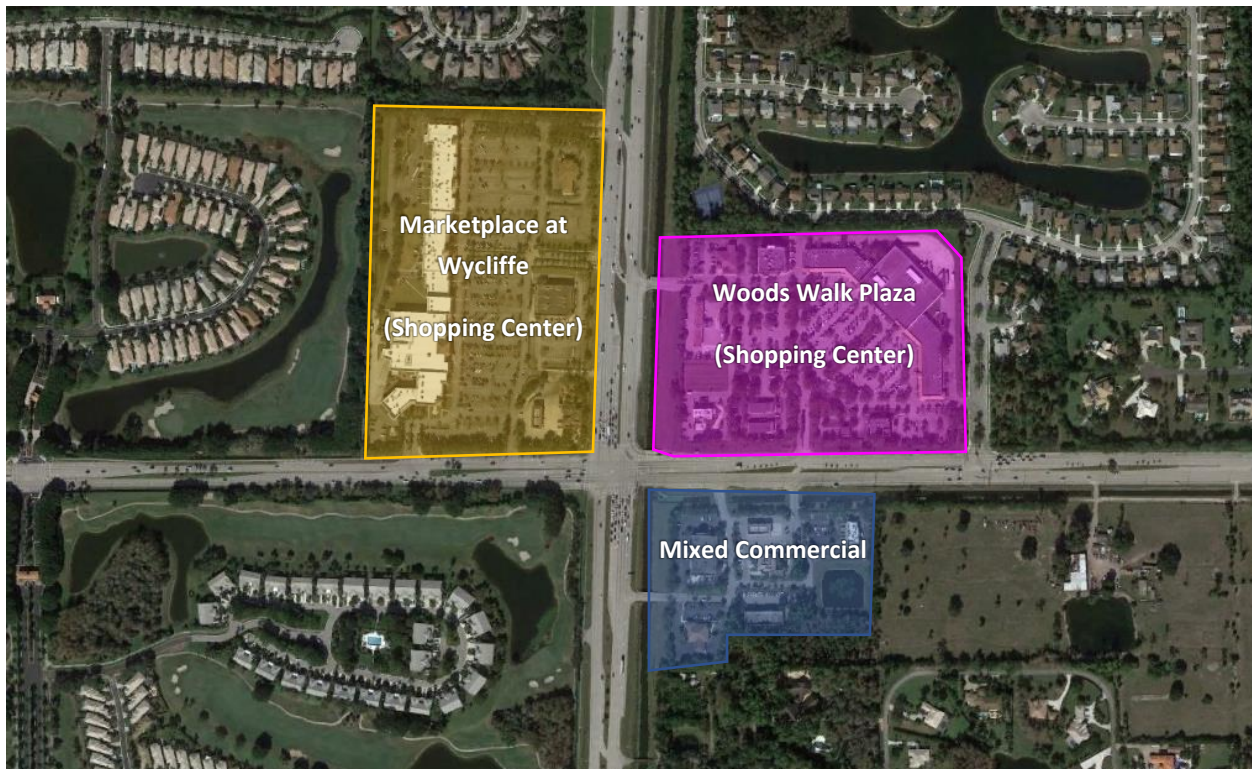 Marketplace at
Wycliffe
(Shopping Center)
Woods Walk Plaza
(Shopping Center)
Mixed Commercial